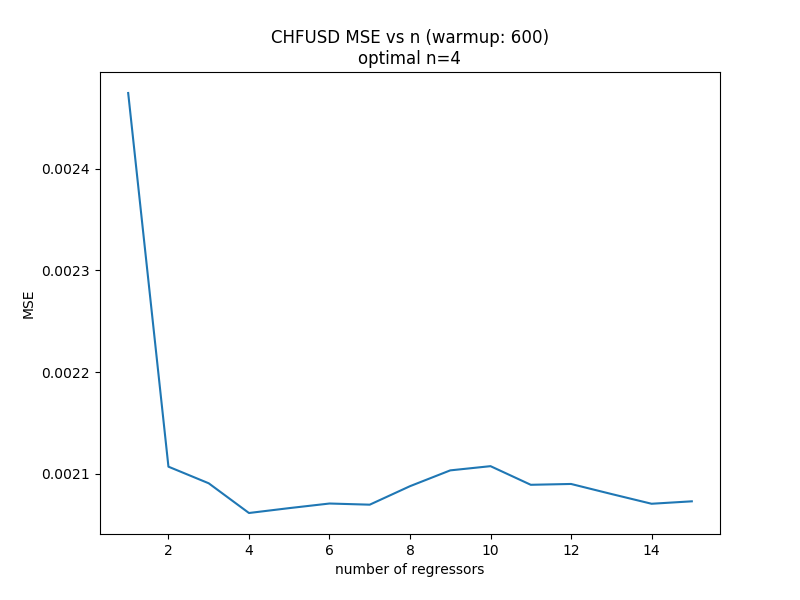 CHFUSD MSE vs n (warmup: 600)
optimal n=4
0.0024
0.0023
0.0022
0.0021
MSE
2 4 6 8 10 12 14
number of regressors